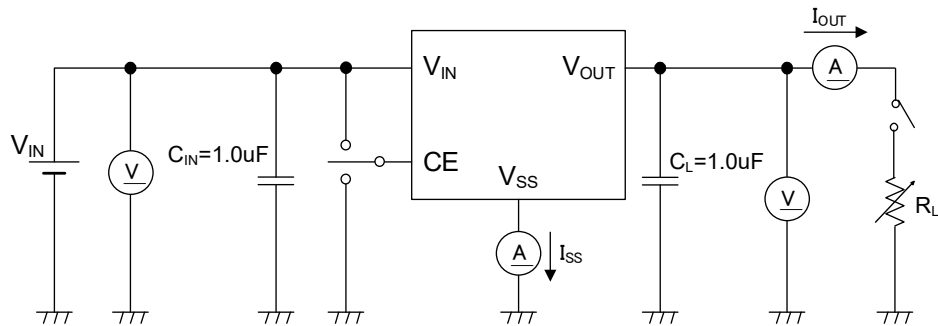 I_OUT
A
V_IN
V_OUT
V_IN
V
C_IN=1.0uF
CE
V_SS
C_L=1.0uF
V
R_L
A
I_SS